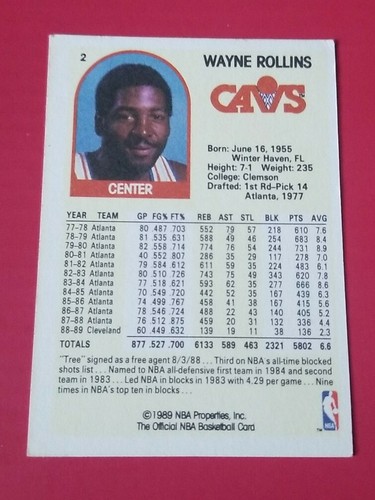 2
WAYNE ROLLINS
CAVS
Born: June 16, 1955
Winter Haven, FL
Height: 7-1 Weight: 235
College: Clemson
Drafted: 1st Rd-Pick 14
Atlanta, 1977
CENTER
YEAR TEAM GP FG% FT% REB AST STL BLK PTS AVG
77-78 Atlanta 80 .487 .703 552 79 57 218 610 7.6
78-79 Atlanta 81 .535 .631 588 49 46 254 683 8.4
79-80 Atlanta 82 .558 .714 774 76 54 244 731 8.9
80-81 Atlanta 40 .552 .807 286 35 29 117 278 7.0
81-82 Atlanta 79 .584 .612 611 59 35 224 483 6.1
82-83 Atlanta 80 .510 .726 743 75 49 343 620 7.8
83-84 Atlanta 77 .518 .621 593 62 35 277 666 8.6
84-85 Atlanta 70 .549 .720 442 52 35 167 439 6.3
85-86 Atlanta 74 .499 .767 458 41 38 167 415 5.6
86-87 Atlanta 78 .546 .724 488 22 43 140 405 5.2
87-88 Atlanta 76 .512 .875 459 20 31 132 336 4.4
88-89 Cleveland 60 .449 .632 139 19 11 38 136 2.3
TOTALS 877 .527 .700 6133 589 463 2321 5802 6.6
"Tree" signed as a free agent 8/3/88 ... Third on NBA's all-time blocked
shots list ... Named to NBA all-defensive first team in 1984 and second
team in 1983 ... Led NBA in blocks in 1983 with 4.29 per game ... Nine
times in NBA's top ten in blocks ...
©1989 NBA Properties, Inc.
The Official NBA Basketball Card
NBA